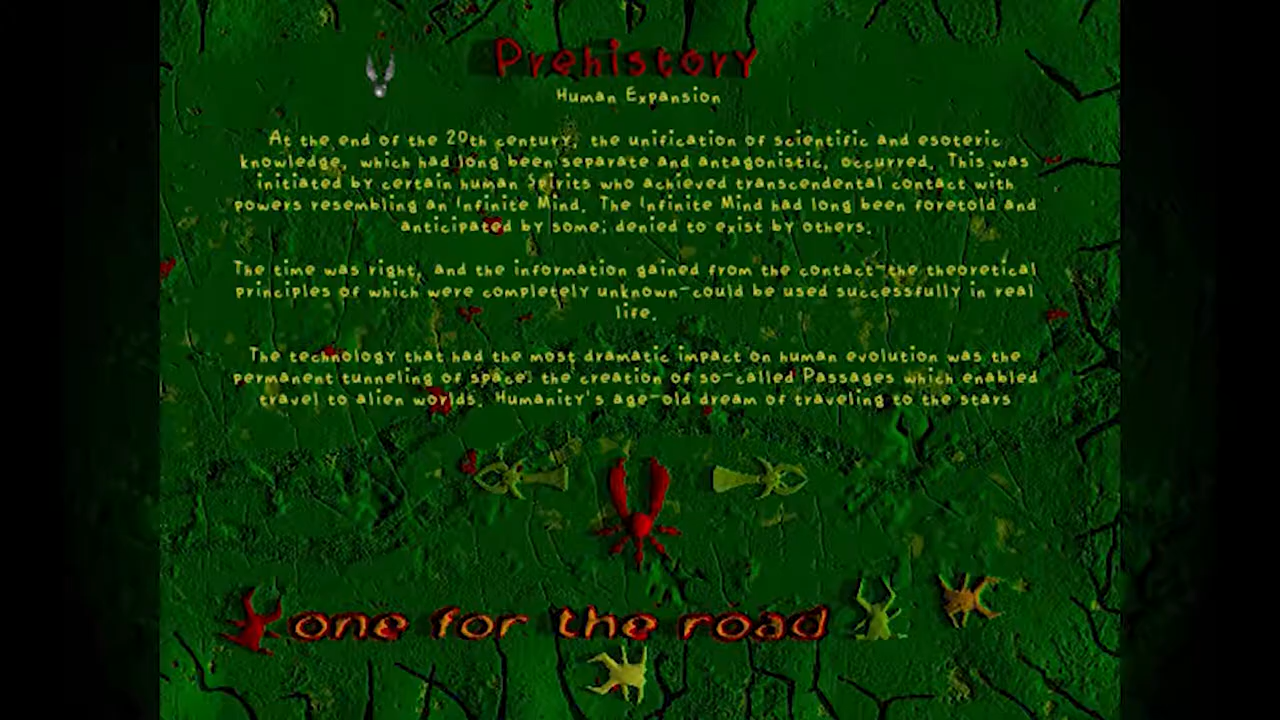 Prehistory
Human Expansion
At the end of the 20th century, the unification of scientific and esoteric
knowledge, which had long been separate and antagonistic, occurred. This was
initiated by certain human Spirits who achieved transcendental contact with
powers resembling an Infinite Mind. The Infinite Mind had long been foretold and
anticipated by some; denied to exist by others.
The time was right, and the information gained from the contact-the theoretical
principles of which were completely unknown-could be used successfully in real
life.
The technology that had the most dramatic impact on human evolution was the
permanent tunneling of space: the creation of so-called Passages which enabled
travel to alien worlds. Humanity's age-old dream of traveling to the stars
one for the road